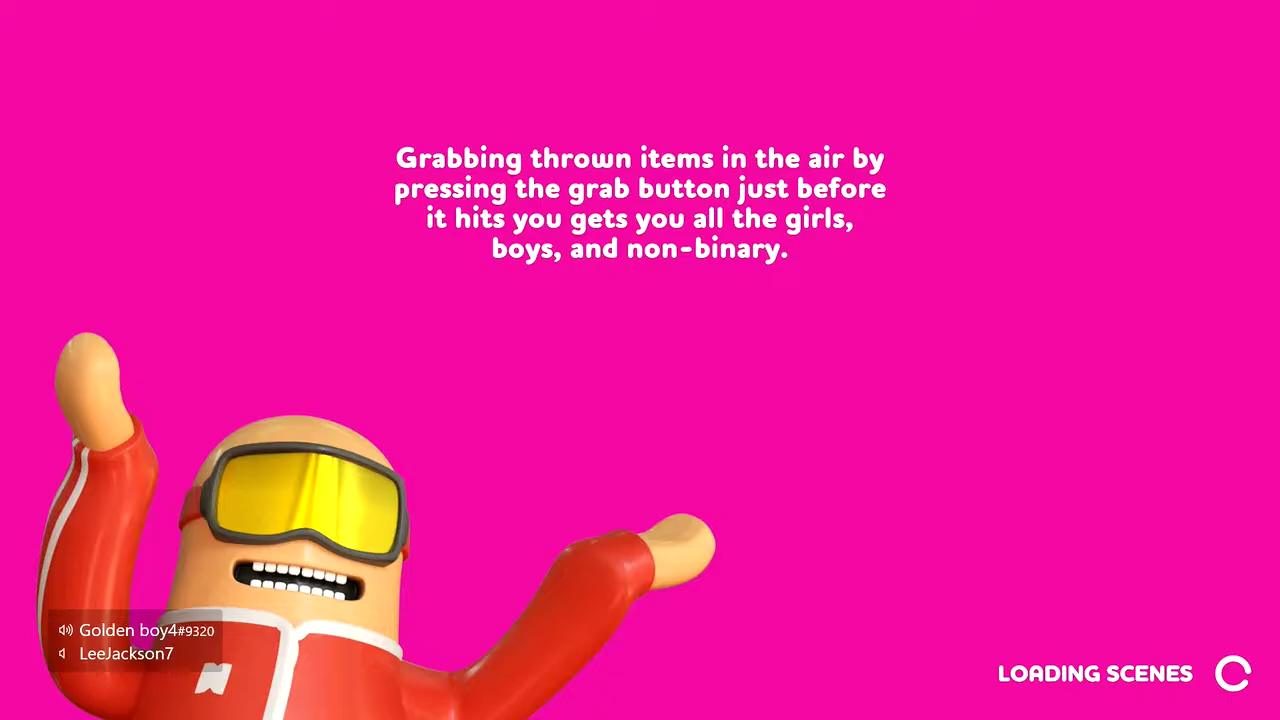 Grabbing thrown items in the air by
pressing the grab button just before
it hits you gets you all the girls,
boys, and non-binary.
Golden boy4#9320
LeeJackson7
LOADING SCENES